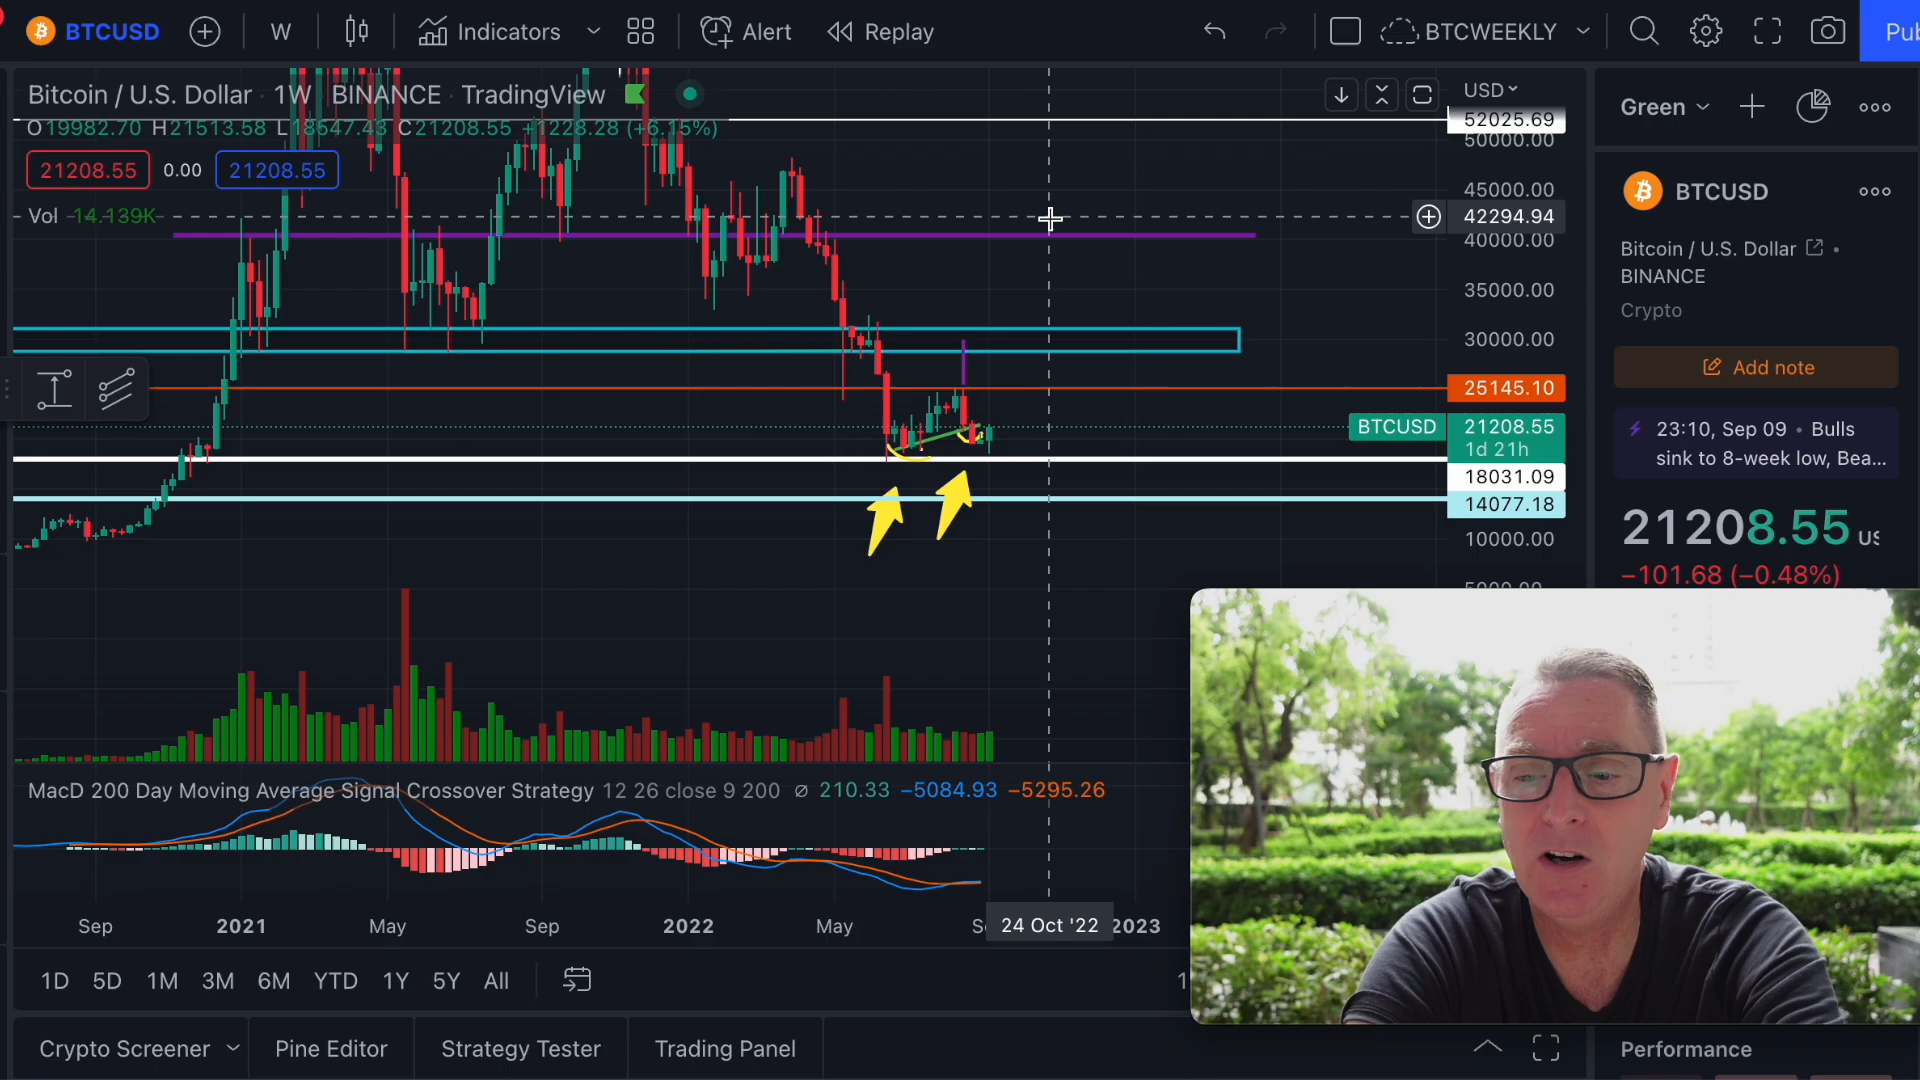 BTCUSD W Indicators Alert Replay BTCWEEKLY
Bitcoin / U.S. Dollar · 1W · BINANCE · TradingView
O19982.70 H21513.58 L18647.43 C21208.55 +1228.28 (+6.15%)
21208.55 0.00 21208.55
Vol 14.139K
USD
52025.69
50000.00
45000.00
42294.94
40000.00
35000.00
30000.00
25145.10
BTCUSD 21208.55
1d 21h
18031.09
14077.18
10000.00
MacD 200 Day Moving Average Signal Crossover Strategy 12 26 close 9 200 ∅ 210.33 −5084.93 −5295.26
Sep 2021 May Sep 2022 May 24 Oct '22 2023
1D 5D 1M 3M 6M YTD 1Y 5Y All
Crypto Screener Pine Editor Strategy Tester Trading Panel
Green
BTCUSD
Bitcoin / U.S. Dollar •
BINANCE
Crypto
Add note
23:10, Sep 09 • Bulls
sink to 8-week low, Bea...
21208.55
−101.68 (−0.48%)
Performance